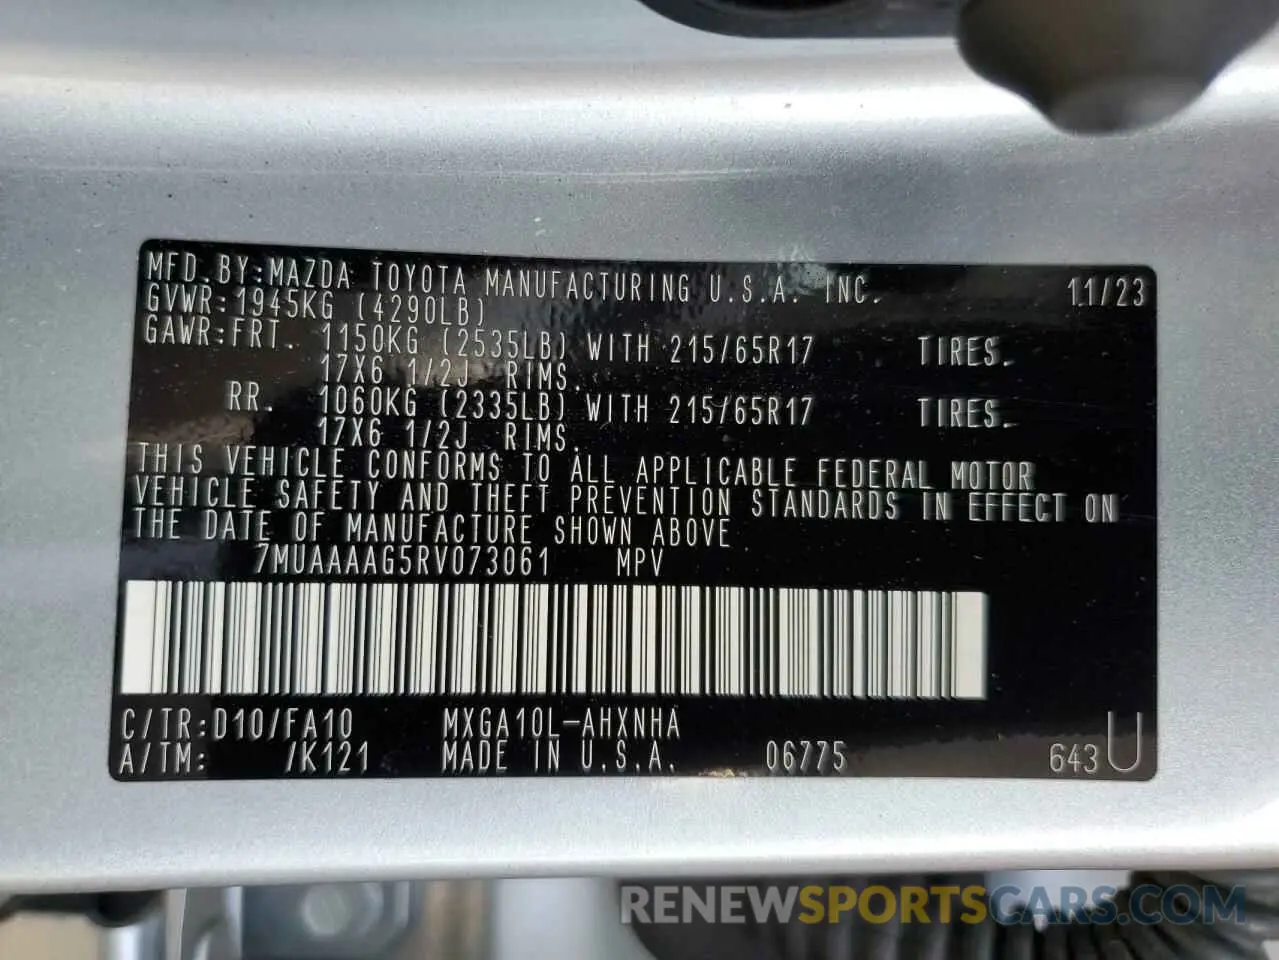 MFD.BY:MAZDA TOYOTA MANUFACTURING U.S.A. INC. 11/23
GVWR:1945KG (4290LB)
GAWR:FRT. 1150KG (2535LB) WITH 215/65R17 TIRES.
17X6 1/2J RIMS.
RR. 1060KG (2335LB) WITH 215/65R17 TIRES.
17X6 1/2J RIMS.
THIS VEHICLE CONFORMS TO ALL APPLICABLE FEDERAL MOTOR
VEHICLE SAFETY AND THEFT PREVENTION STANDARDS IN EFFECT ON
THE DATE OF MANUFACTURE SHOWN ABOVE
7MUAAAAG5RV073061 MPV
C/TR:D10/FA10 MXGA10L-AHXNHA
A/TM: /K121 MADE IN U.S.A. 06775 643U
RENEWSPORTSCARS.COM